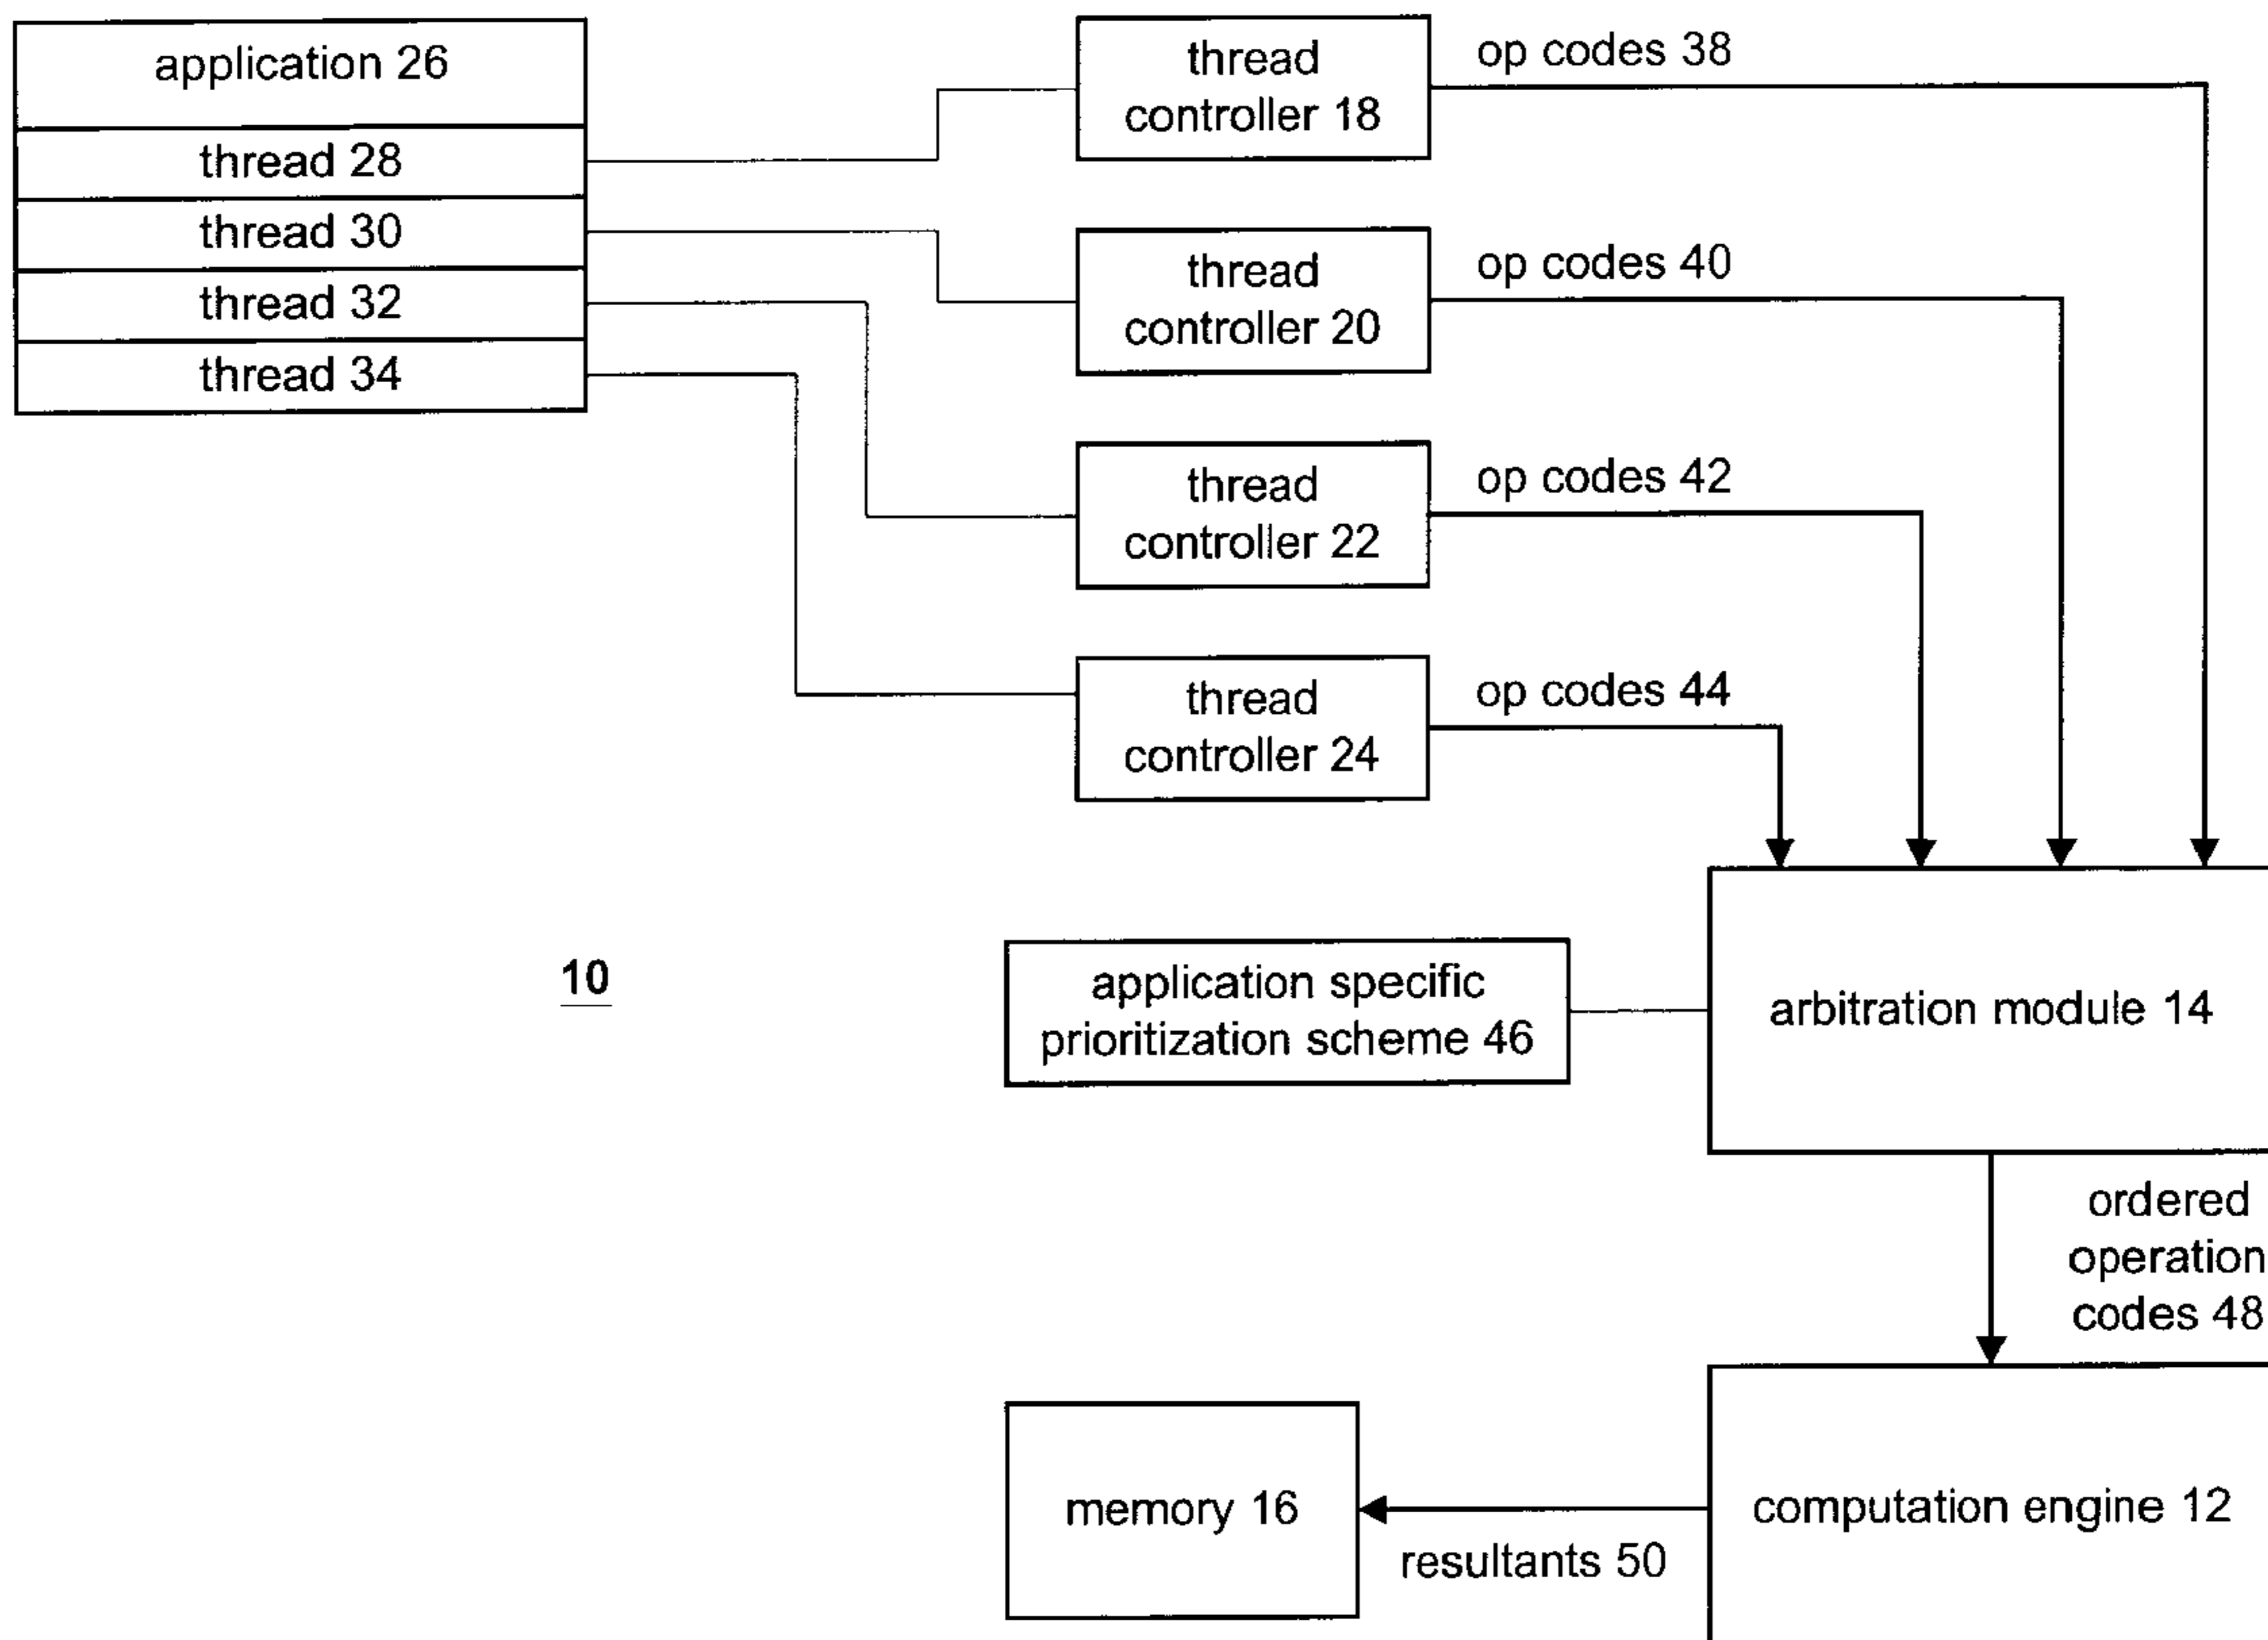 application 26
thread 28
thread 30
thread 32
thread 34
thread
controller 18
op codes 38
thread
controller 20
op codes 40
thread
controller 22
op codes 42
thread
controller 24
op codes 44
10
application specific
prioritization scheme 46
arbitration module 14
ordered
operation
codes 48
memory 16
resultants 50
computation engine 12